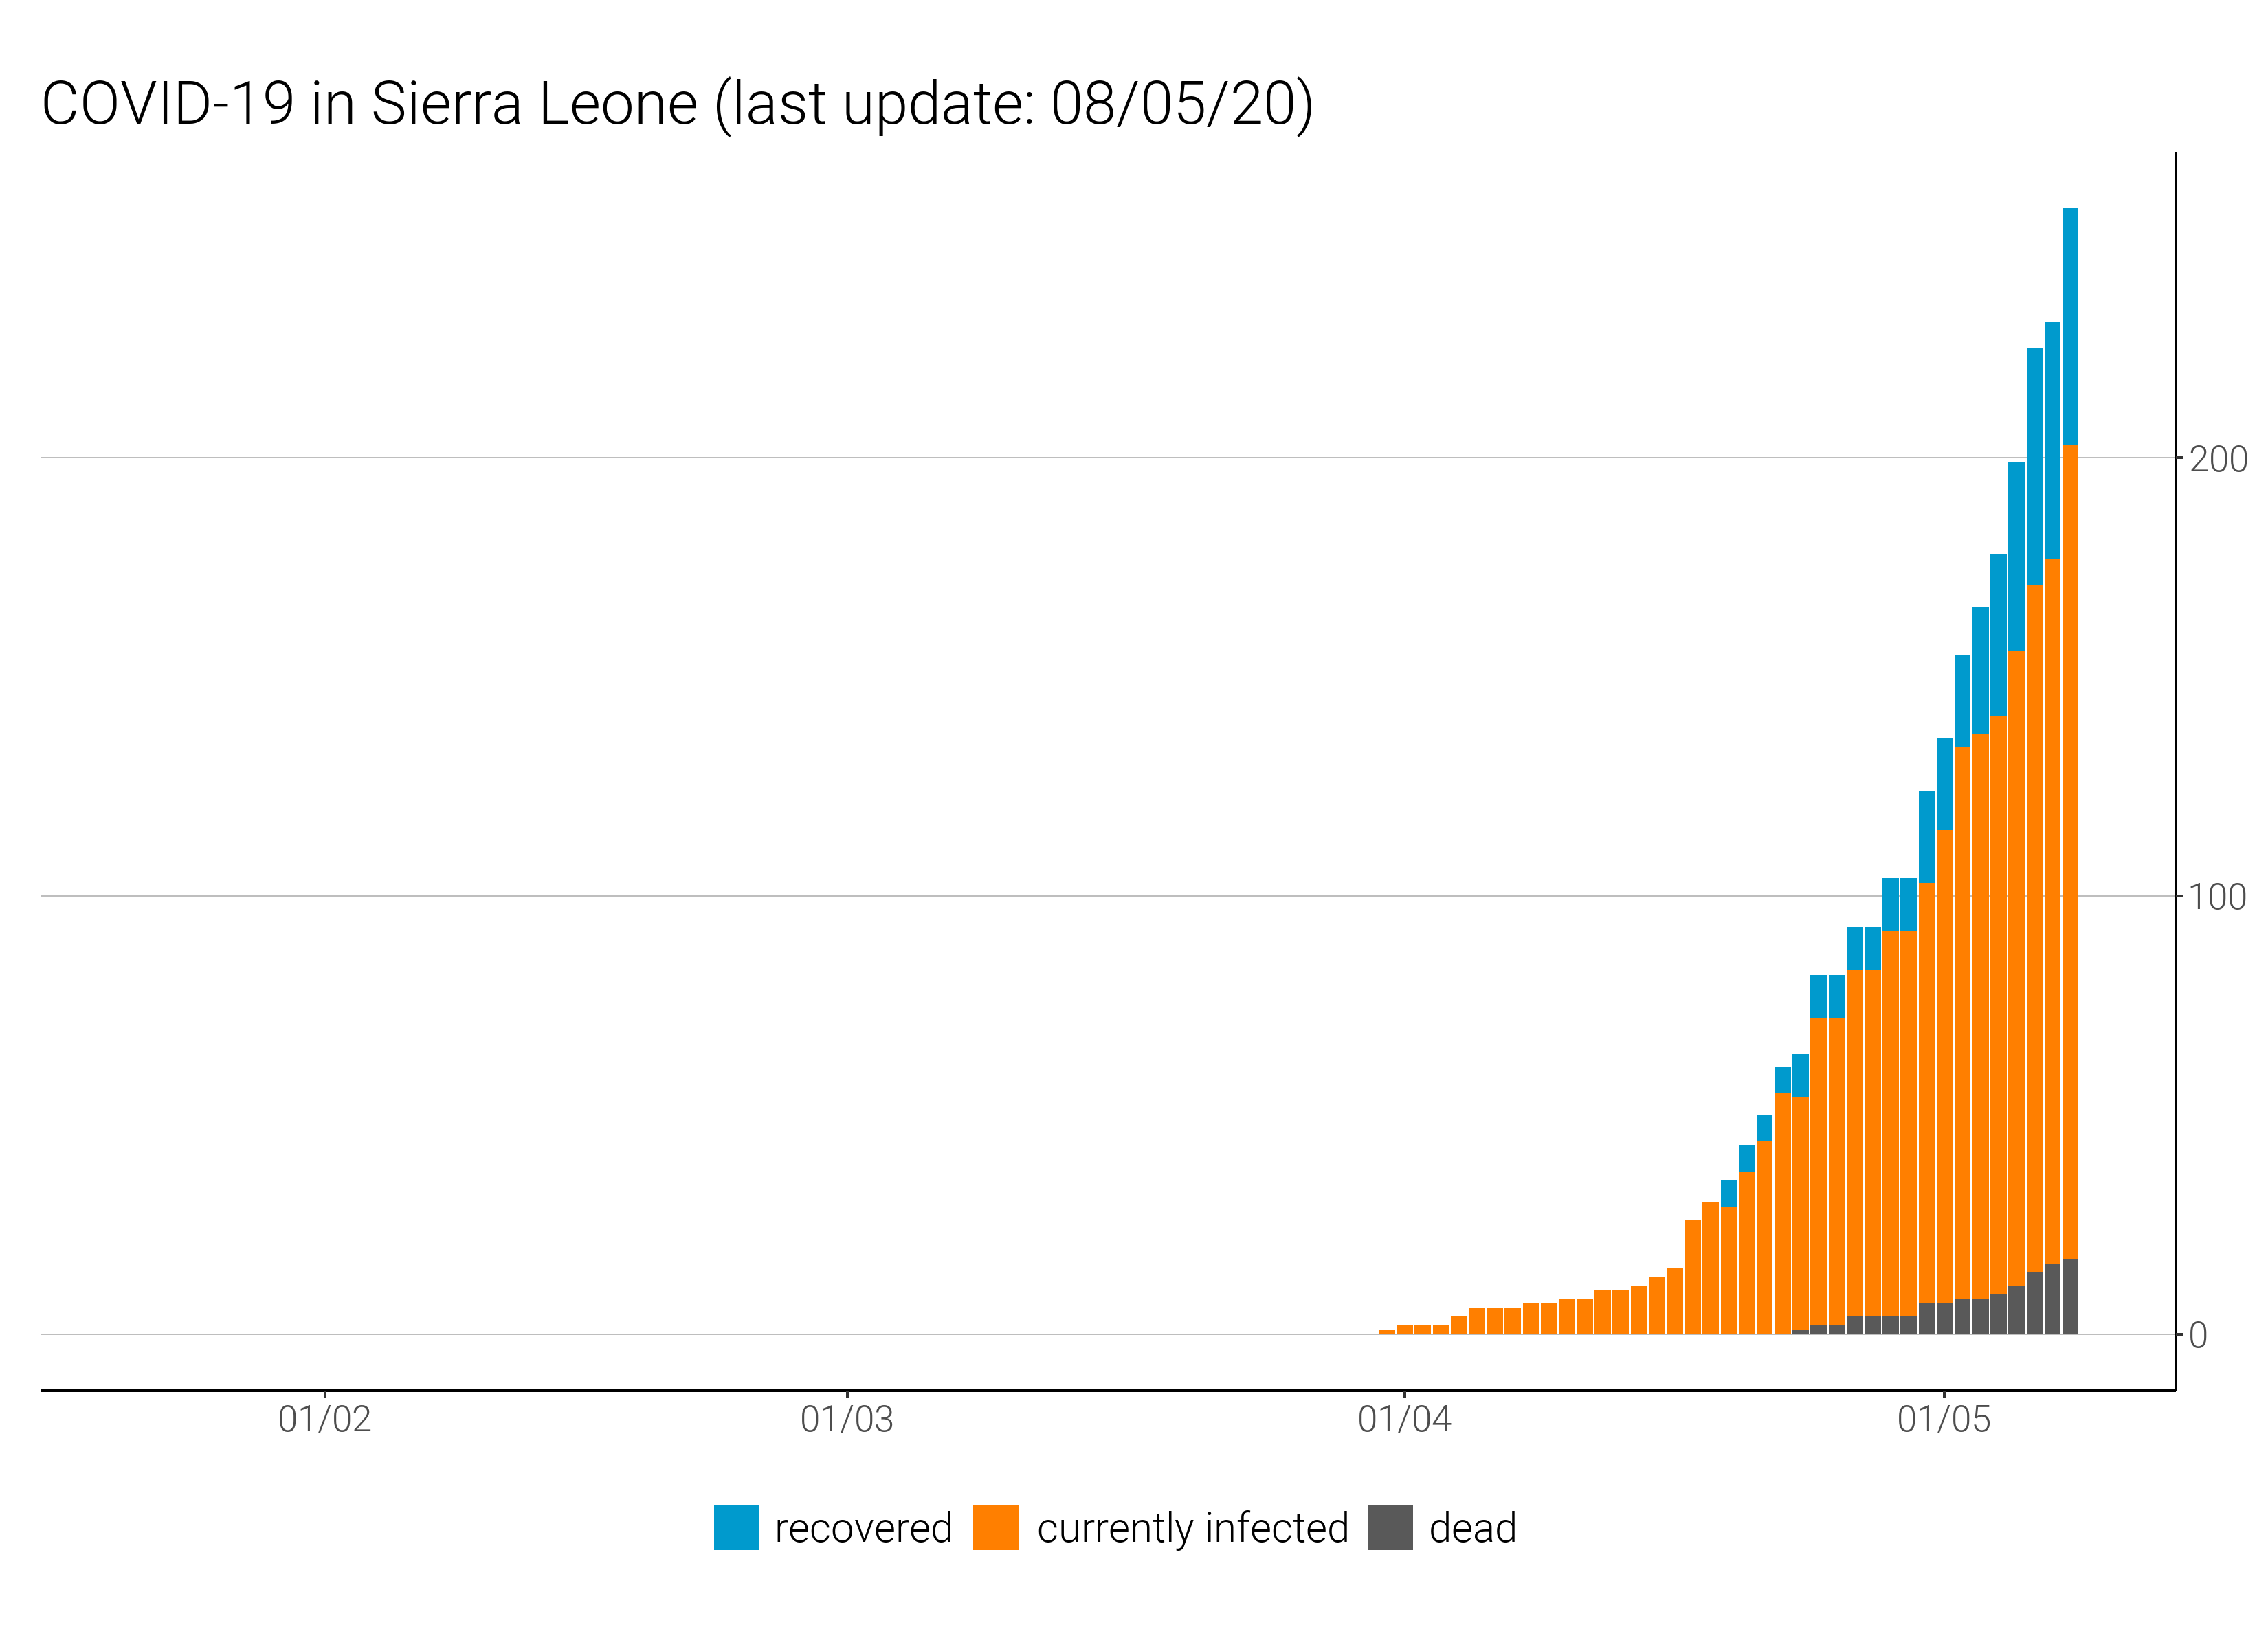 COVID-19 in Sierra Leone (last update: 08/05/20)
200
100
0
01/02 01/03 01/04 01/05
recovered currently infected dead